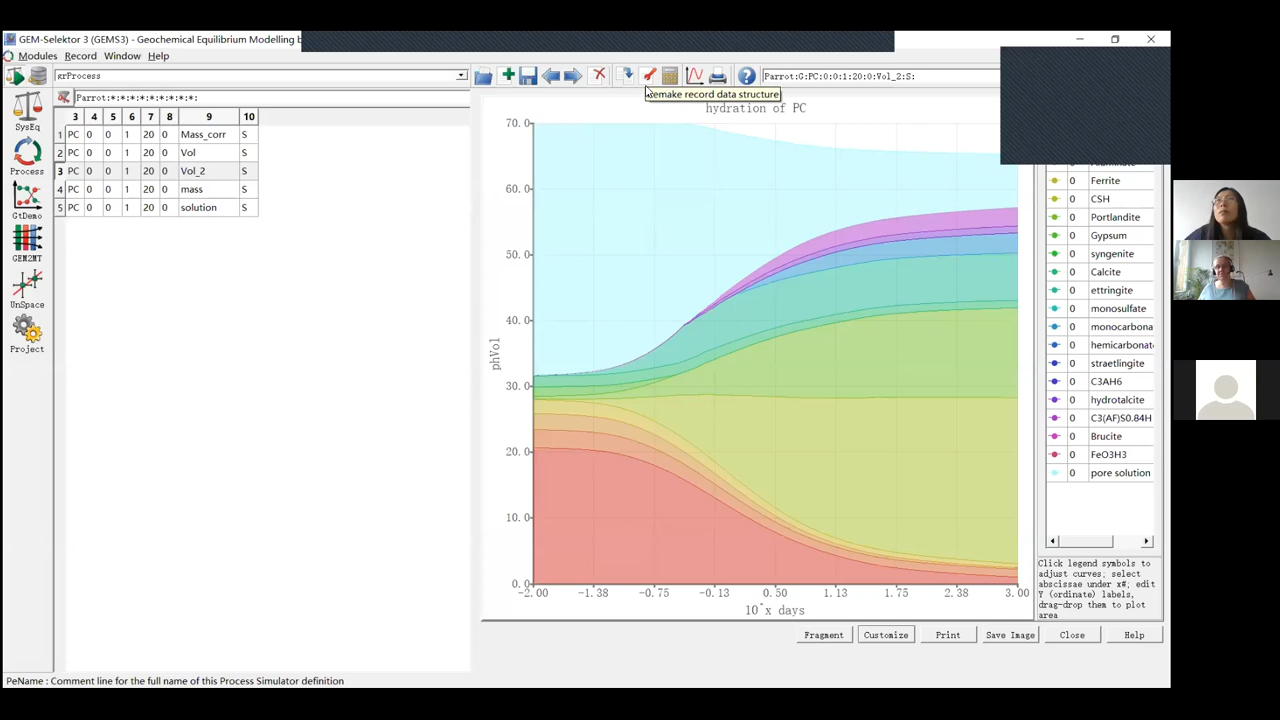 GEM-Selektor 3 (GEMS3) - Geochemical Equilibrium Modelling b
Modules Record Window Help
grProcess
Parrot:G:PC:0:0:1:20:0:Vol_2:S:
Parrot:*:*:*:*:*:*:*:*:*:
remake record data structure
3 4 5 6 7 8 9 10
1 PC 0 0 1 20 0 Mass_corr S
2 PC 0 0 1 20 0 Vol S
3 PC 0 0 1 20 0 Vol_2 S
4 PC 0 0 1 20 0 mass S
5 PC 0 0 1 20 0 solution S
SysEq
Process
GtDemo
GEM2MT
UnSpace
Project
hydration of PC
phVol
70.0
60.0
50.0
40.0
30.0
20.0
10.0
0.0
-2.00 -1.38 -0.75 -0.13 0.50 1.13 1.75 2.38 3.00
10^x days
0 Ferrite
0 CSH
0 Portlandite
0 Gypsum
0 syngenite
0 Calcite
0 ettringite
0 monosulfate
0 monocarbona
0 hemicarbonat
0 straetlingite
0 C3AH6
0 hydrotalcite
0 C3(AF)S0.84H
0 Brucite
0 FeO3H3
0 pore solution
Click legend symbols to
adjust curves; select
abscissae under x#; edit
Y (ordinate) labels,
drag-drop them to plot
area
Fragment Customize Print Save Image Close Help
PeName : Comment line for the full name of this Process Simulator definition